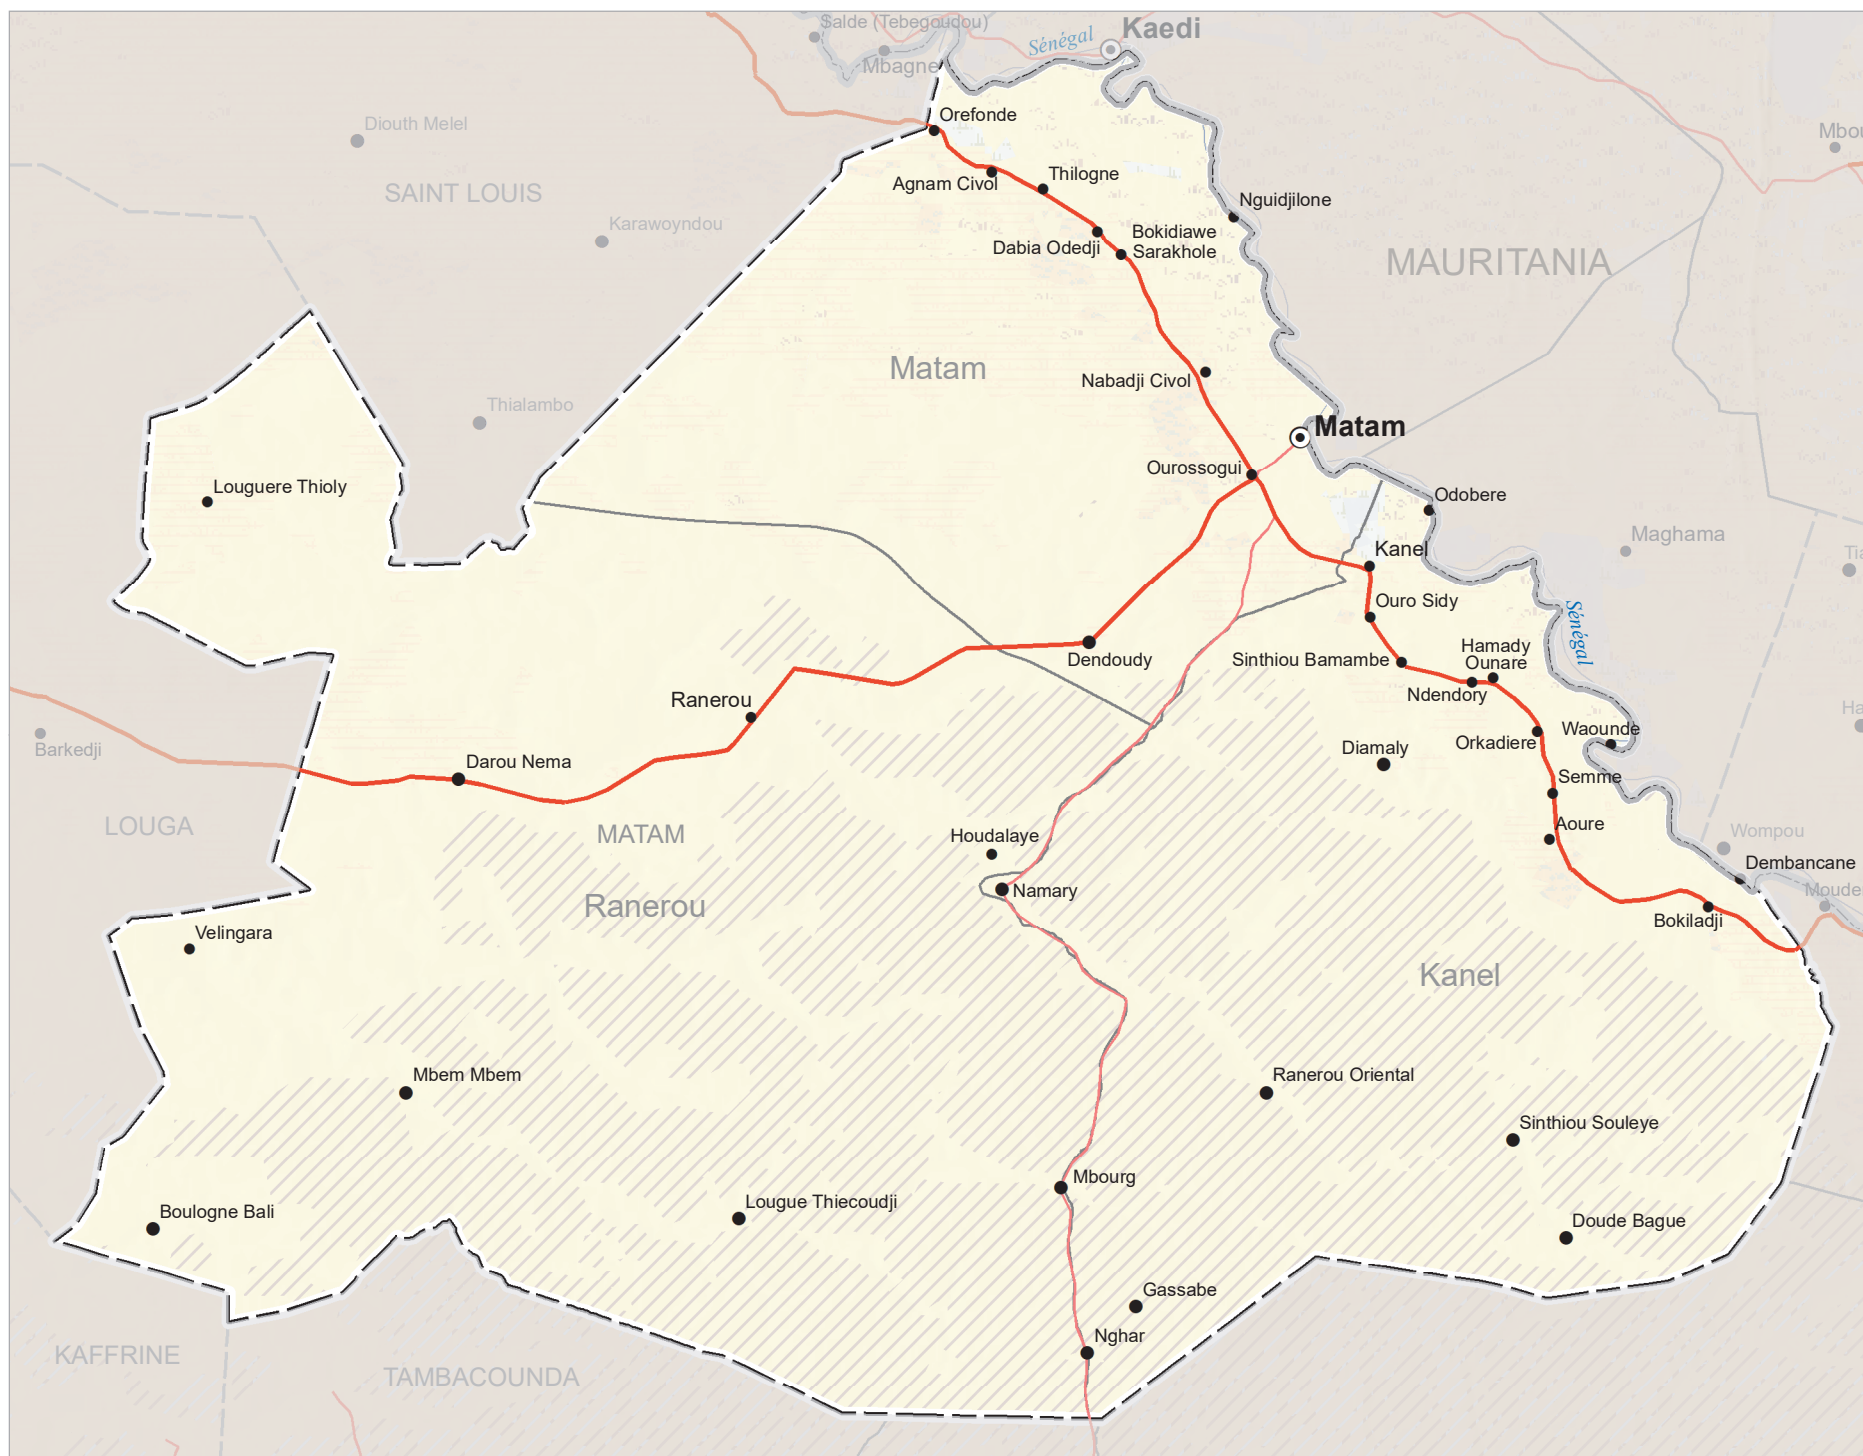 Salde (Tebegoudou)
Sénégal
Kaedi
Mbagne
Orefonde
Diouth Melel
SAINT LOUIS
Agnam Civol
Thilogne
Nguidjilone
Karawoyndou
Dabia Odedji
Bokidiawe
Sarakhole
MAURITANIA
Matam
Nabadji Civol
Thialambo
Matam
Louguere Thioly
Ourossogui
Odobere
Maghama
Kanel
Ouro Sidy
Sénégal
Hamady
Ounare
Dendoudy
Sinthiou Bamambe
Ndendory
Ranerou
Barkedji
Darou Nema
Diamaly
Orkadiere
Waounde
Semme
LOUGA
MATAM
Houdalaye
Aoure
Wompou
Dembancane
Namary
Moude
Ranerou
Bokiladji
Velingara
Kanel
Mbem Mbem
Ranerou Oriental
Sinthiou Souleye
Mbourg
Lougue Thiecoudji
Boulogne Bali
Doude Bague
Gassabe
Nghar
KAFFRINE
TAMBACOUNDA